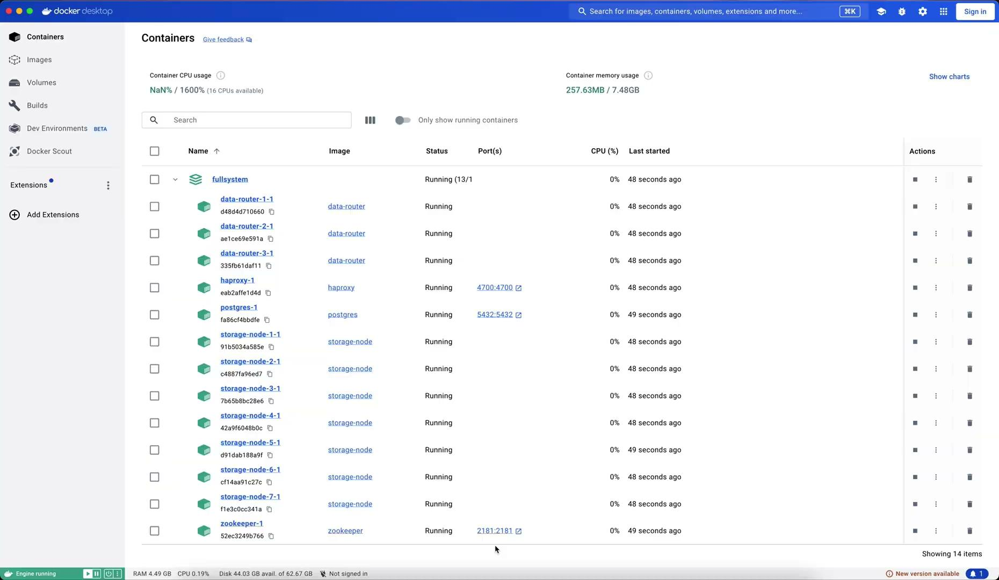 docker desktop
Search for images, containers, volumes, extensions and more...
⌘K
Sign in
Containers
Images
Volumes
Builds
Dev Environments BETA
Docker Scout
Extensions
Add Extensions
Containers Give feedback
Container CPU usage
NaN% / 1600% (16 CPUs available)
Container memory usage
257.63MB / 7.48GB
Show charts
Search
Only show running containers
Name Image Status Port(s) CPU (%) Last started Actions
fullsystem Running (13/1 0% 48 seconds ago
data-router-1-1
d48d4d710660
data-router Running 0% 48 seconds ago
data-router-2-1
ae1ce69e591a
data-router Running 0% 48 seconds ago
data-router-3-1
335fb61daf11
data-router Running 0% 48 seconds ago
haproxy-1
eab2affe1d4d
haproxy Running 4700:4700 0% 48 seconds ago
postgres-1
fa86cf4bbdfe
postgres Running 5432:5432 0% 49 seconds ago
storage-node-1-1
91b5034a585e
storage-node Running 0% 48 seconds ago
storage-node-2-1
c4887fa96ed7
storage-node Running 0% 48 seconds ago
storage-node-3-1
7b65b8bc28e6
storage-node Running 0% 48 seconds ago
storage-node-4-1
42a9f6048b0c
storage-node Running 0% 48 seconds ago
storage-node-5-1
d91dab188a9f
storage-node Running 0% 49 seconds ago
storage-node-6-1
cf14aa91c27c
storage-node Running 0% 48 seconds ago
storage-node-7-1
f1e3c0cc341a
storage-node Running 0% 48 seconds ago
zookeeper-1
52ec3249b766
zookeeper Running 2181:2181 0% 49 seconds ago
Showing 14 items
Engine running
RAM 4.49 GB CPU 0.19% Disk 44.03 GB avail. of 62.67 GB Not signed in
New version available
1